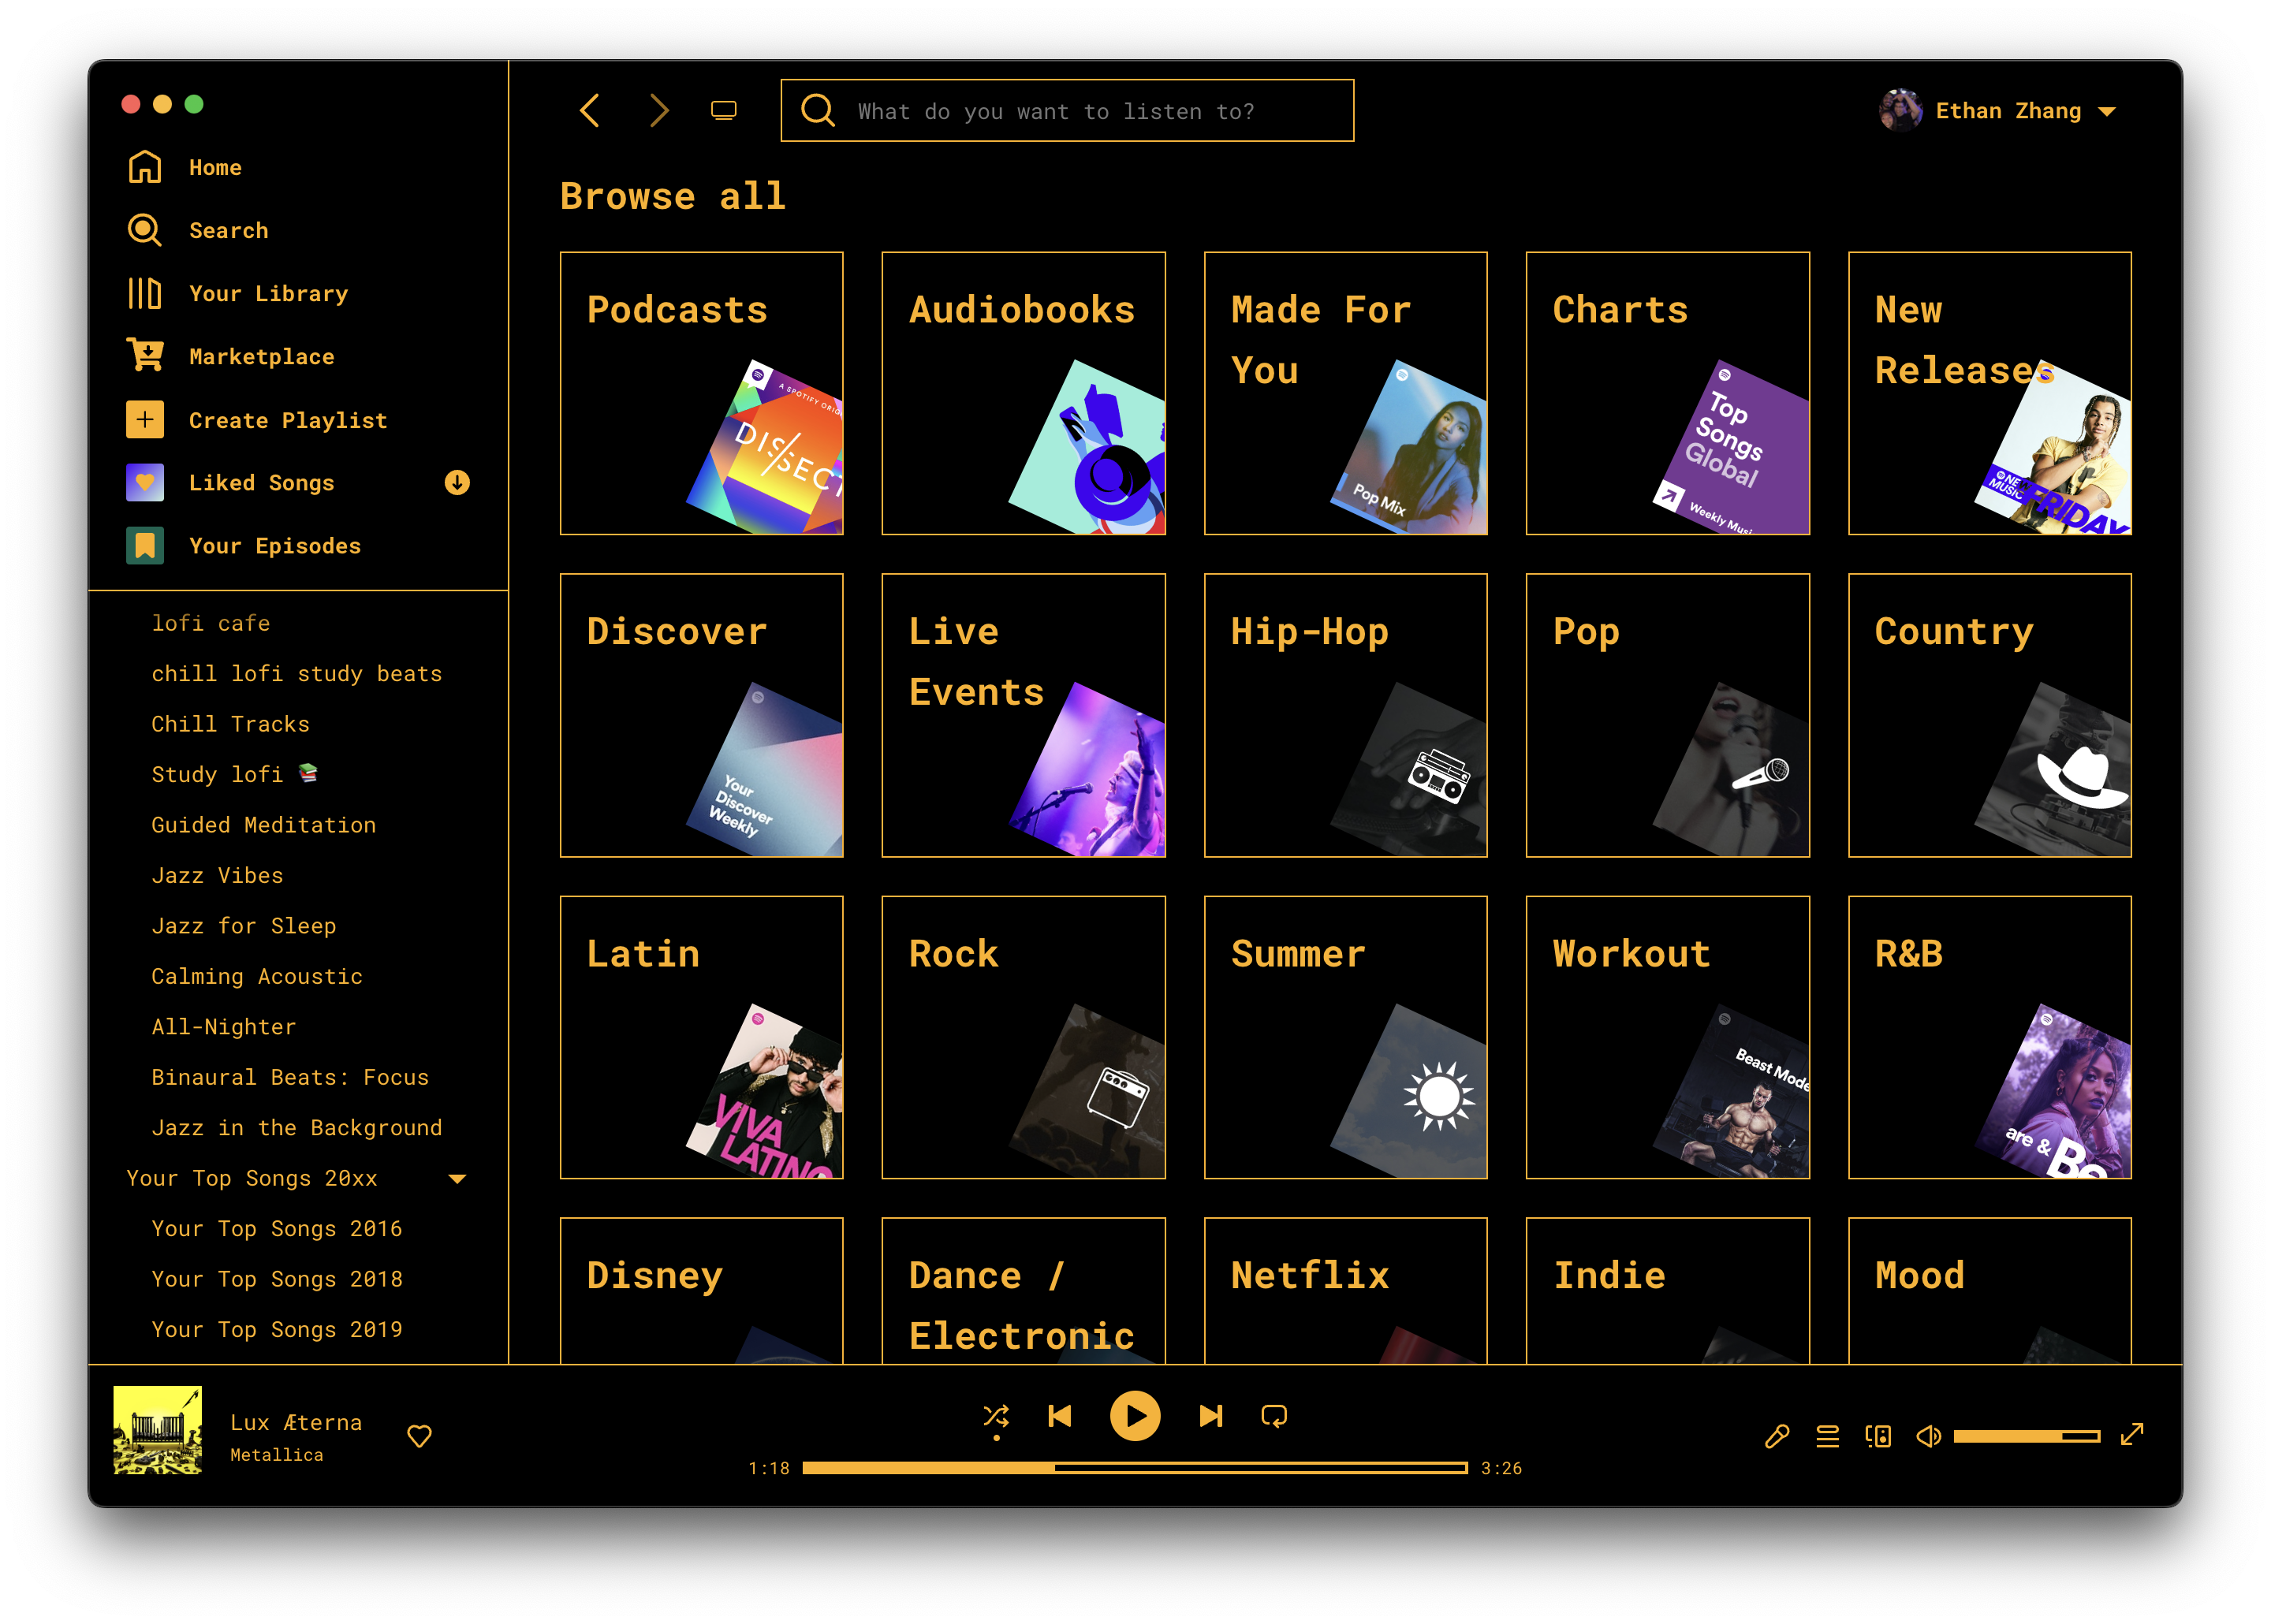 Home
Search
Your Library
Marketplace
Create Playlist
Liked Songs
Your Episodes
lofi cafe
chill lofi study beats
Chill Tracks
Study lofi 📚
Guided Meditation
Jazz Vibes
Jazz for Sleep
Calming Acoustic
All-Nighter
Binaural Beats: Focus
Jazz in the Background
Your Top Songs 20xx
Your Top Songs 2016
Your Top Songs 2018
Your Top Songs 2019
What do you want to listen to?
Ethan Zhang
Browse all
Podcasts
A SPOTIFY ORIG
DISSECT
Audiobooks
Made For
You
Pop Mix
Charts
Top
Songs
Global
Weekly Musi
New
Releases
NE
MUSIC
FRIDAY
Discover
Your
Discover
Weekly
Live
Events
Hip-Hop
Pop
Country
Latin
VIVA
LATINO
Rock
Summer
Workout
Beast Mode
R&B
are &
Be
Disney
Dance /
Electronic
Netflix
Indie
Mood
Lux Æterna
Metallica
1:18
3:26